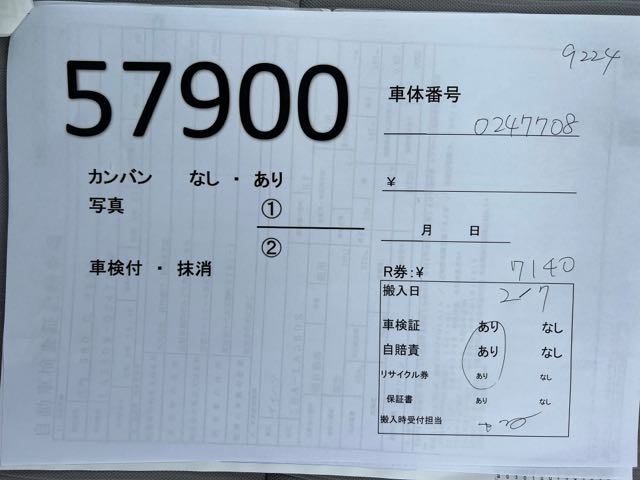 9224
57900
車体番号
0247708
カンバン なし ・ あり
¥
写真 ①
②
月 日
車検付 ・ 抹消
R券:¥ 7140
搬入日 2/7
車検証 あり なし
自賠責 あり なし
リサイクル券 あり なし
保証書 あり なし
搬入時受付担当